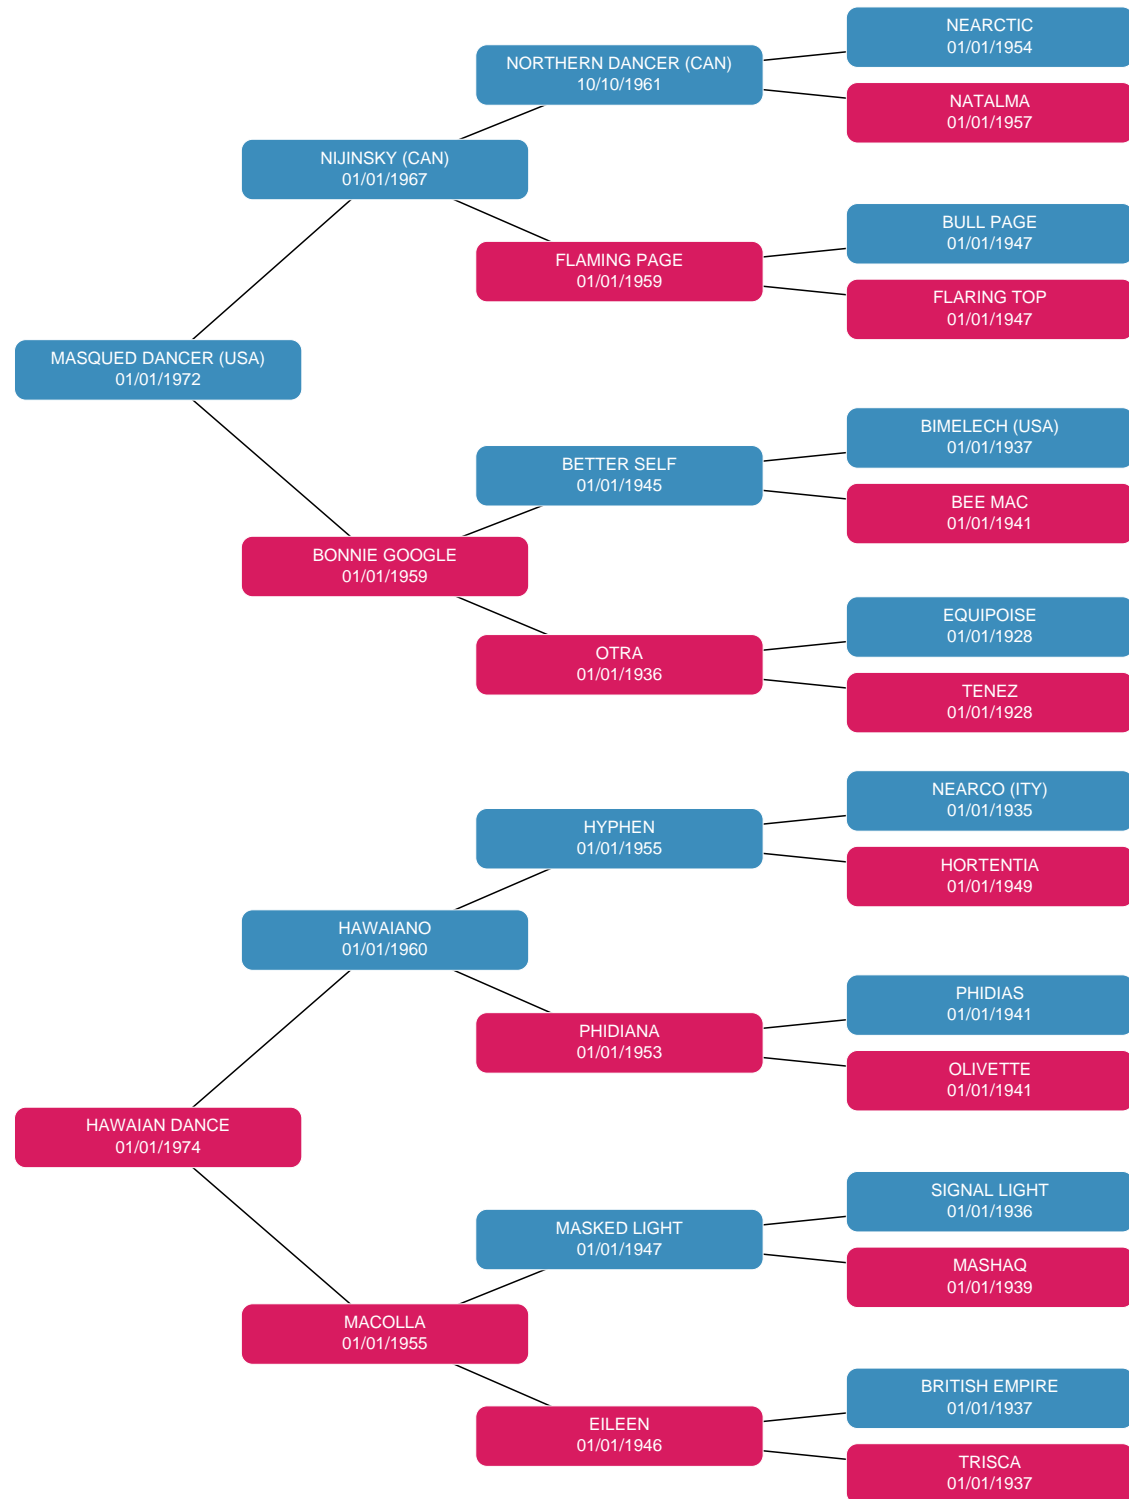 NEARCTIC
01/01/1954
NORTHERN DANCER (CAN)
10/10/1961
NATALMA
01/01/1957
NIJINSKY (CAN)
01/01/1967
BULL PAGE
01/01/1947
FLAMING PAGE
01/01/1959
FLARING TOP
01/01/1947
MASQUED DANCER (USA)
01/01/1972
BIMELECH (USA)
01/01/1937
BETTER SELF
01/01/1945
BEE MAC
01/01/1941
BONNIE GOOGLE
01/01/1959
EQUIPOISE
01/01/1928
OTRA
01/01/1936
TENEZ
01/01/1928
NEARCO (ITY)
01/01/1935
HYPHEN
01/01/1955
HORTENTIA
01/01/1949
HAWAIANO
01/01/1960
PHIDIAS
01/01/1941
PHIDIANA
01/01/1953
OLIVETTE
01/01/1941
HAWAIAN DANCE
01/01/1974
SIGNAL LIGHT
01/01/1936
MASKED LIGHT
01/01/1947
MASHAQ
01/01/1939
MACOLLA
01/01/1955
BRITISH EMPIRE
01/01/1937
EILEEN
01/01/1946
TRISCA
01/01/1937